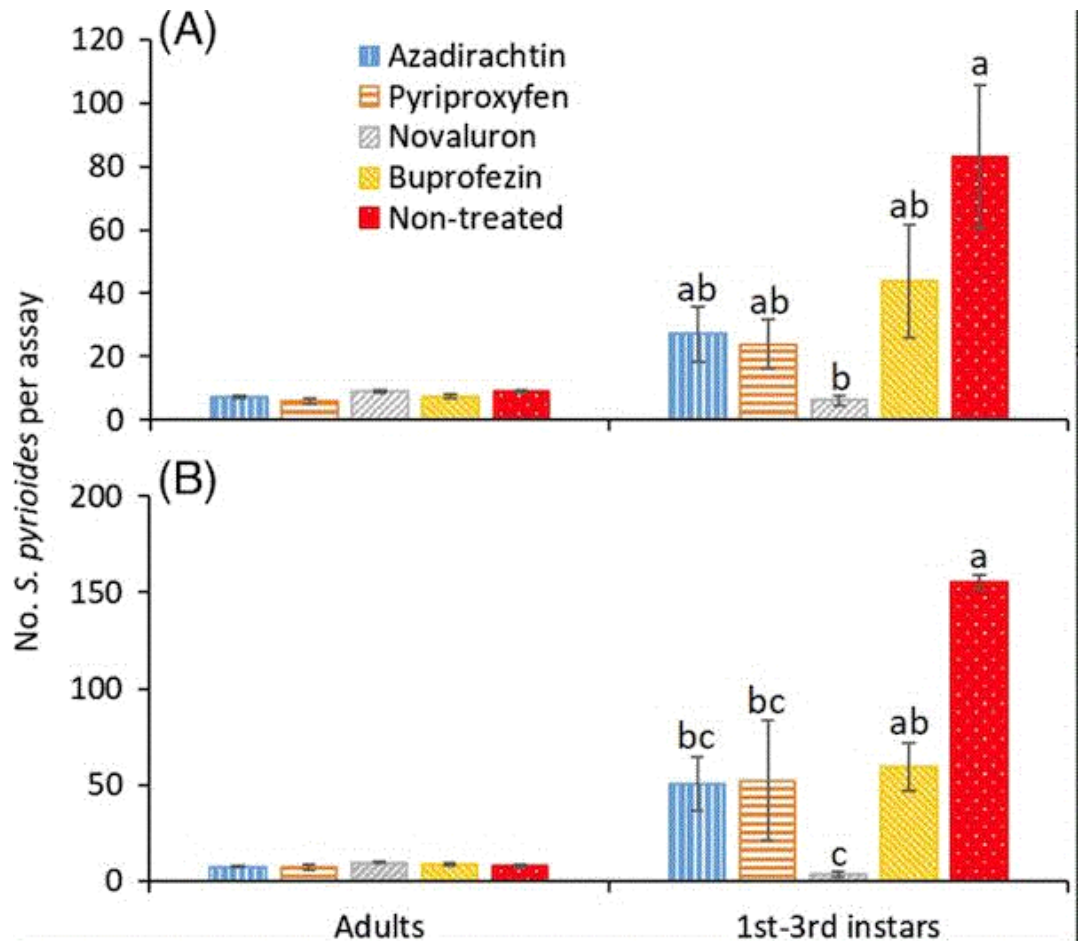 (A)
120
100
80
60
40
20
0
Azadirachtin
Pyriproxyfen
Novaluron
Buprofezin
Non-treated
ab
ab
b
ab
a
No. S. pyrioides per assay
(B)
200
150
100
50
0
bc
bc
c
ab
a
Adults
1st-3rd instars